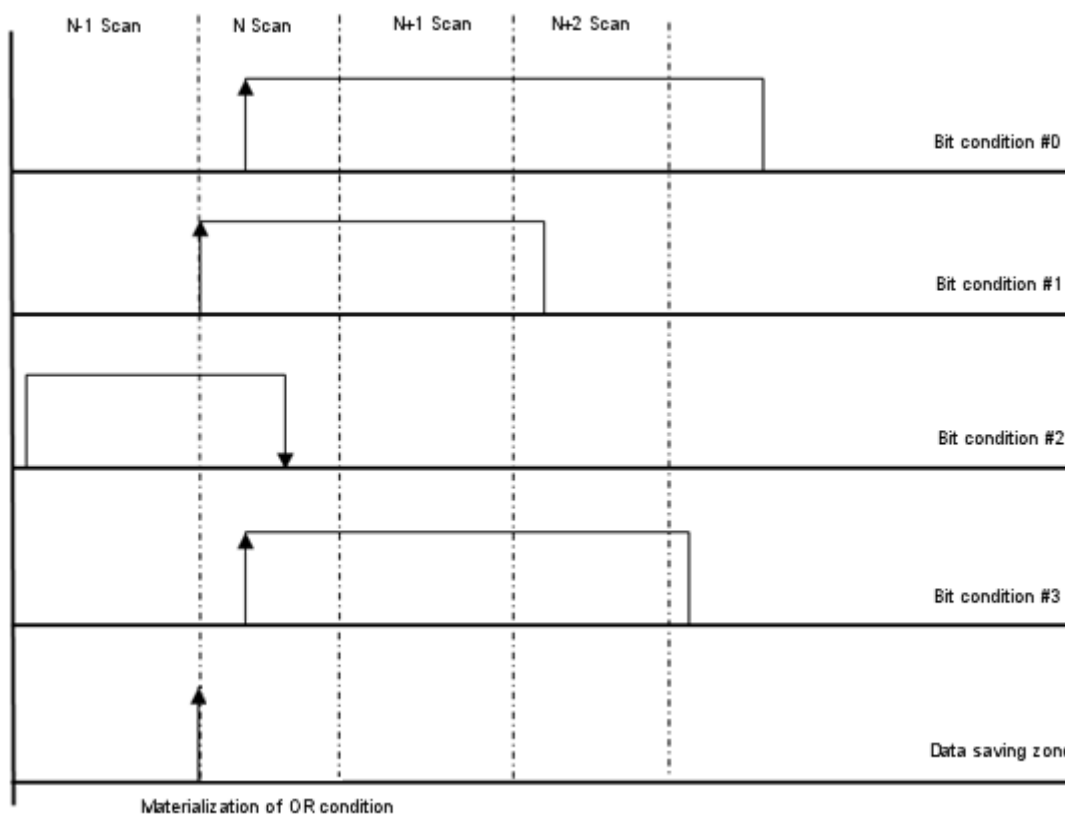 N-1 Scan N Scan N+1 Scan N+2 Scan
Bit condition #0
Bit condition #1
Bit condition #2
Bit condition #3
Data saving zone
Materialization of OR condition